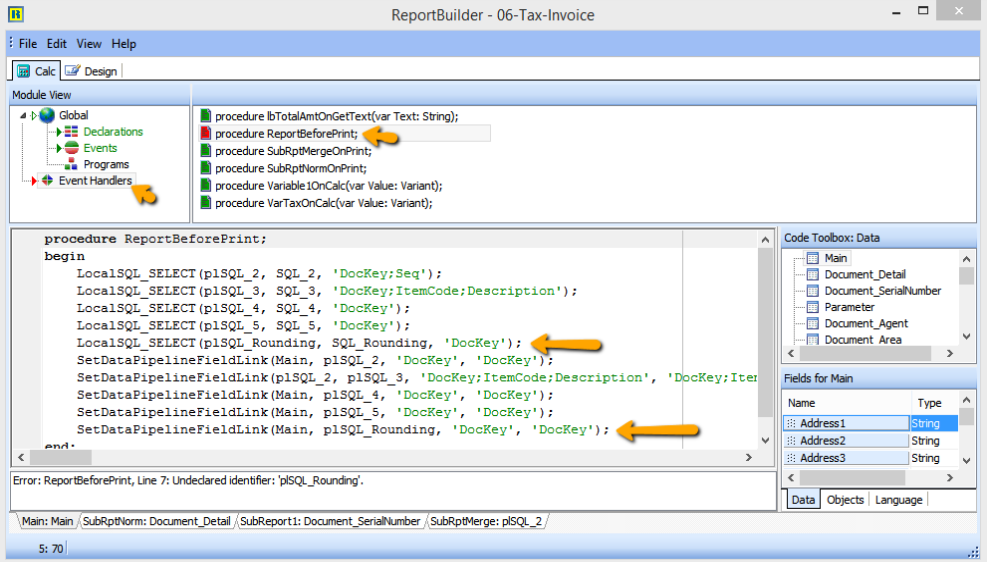 ReportBuilder - 06-Tax-Invoice
File Edit View Help
Calc Design
Module View
Global
Declarations
Events
Programs
Event Handlers
procedure lbTotalAmtOnGetText(var Text: String);
procedure ReportBeforePrint;
procedure SubRptMergeOnPrint;
procedure SubRptNormOnPrint;
procedure Variable1OnCalc(var Value: Variant);
procedure VarTaxOnCalc(var Value: Variant);
procedure ReportBeforePrint;
begin
LocalSQL_SELECT(plSQL_2, SQL_2, 'DocKey;Seq');
LocalSQL_SELECT(plSQL_3, SQL_3, 'DocKey;ItemCode;Description');
LocalSQL_SELECT(plSQL_4, SQL_4, 'DocKey');
LocalSQL_SELECT(plSQL_5, SQL_5, 'DocKey');
LocalSQL_SELECT(plSQL_Rounding, SQL_Rounding, 'DocKey');
SetDataPipelineFieldLink(Main, plSQL_2, 'DocKey', 'DocKey');
SetDataPipelineFieldLink(plSQL_2, plSQL_3, 'DocKey;ItemCode;Description', 'DocKey;Iter
SetDataPipelineFieldLink(Main, plSQL_4, 'DocKey', 'DocKey');
SetDataPipelineFieldLink(Main, plSQL_5, 'DocKey', 'DocKey');
SetDataPipelineFieldLink(Main, plSQL_Rounding, 'DocKey', 'DocKey');
end;
Error: ReportBeforePrint, Line 7: Undeclared identifier: 'plSQL_Rounding'.
Code Toolbox: Data
Main
Document_Detail
Document_SerialNumber
Parameter
Document_Agent
Document_Area
Fields for Main
Name Type
Address1 String
Address2 String
Address3 String
Data Objects Language
Main: Main SubRptNorm: Document_Detail SubReport1: Document_SerialNumber SubRptMerge: plSQL_2
5: 70